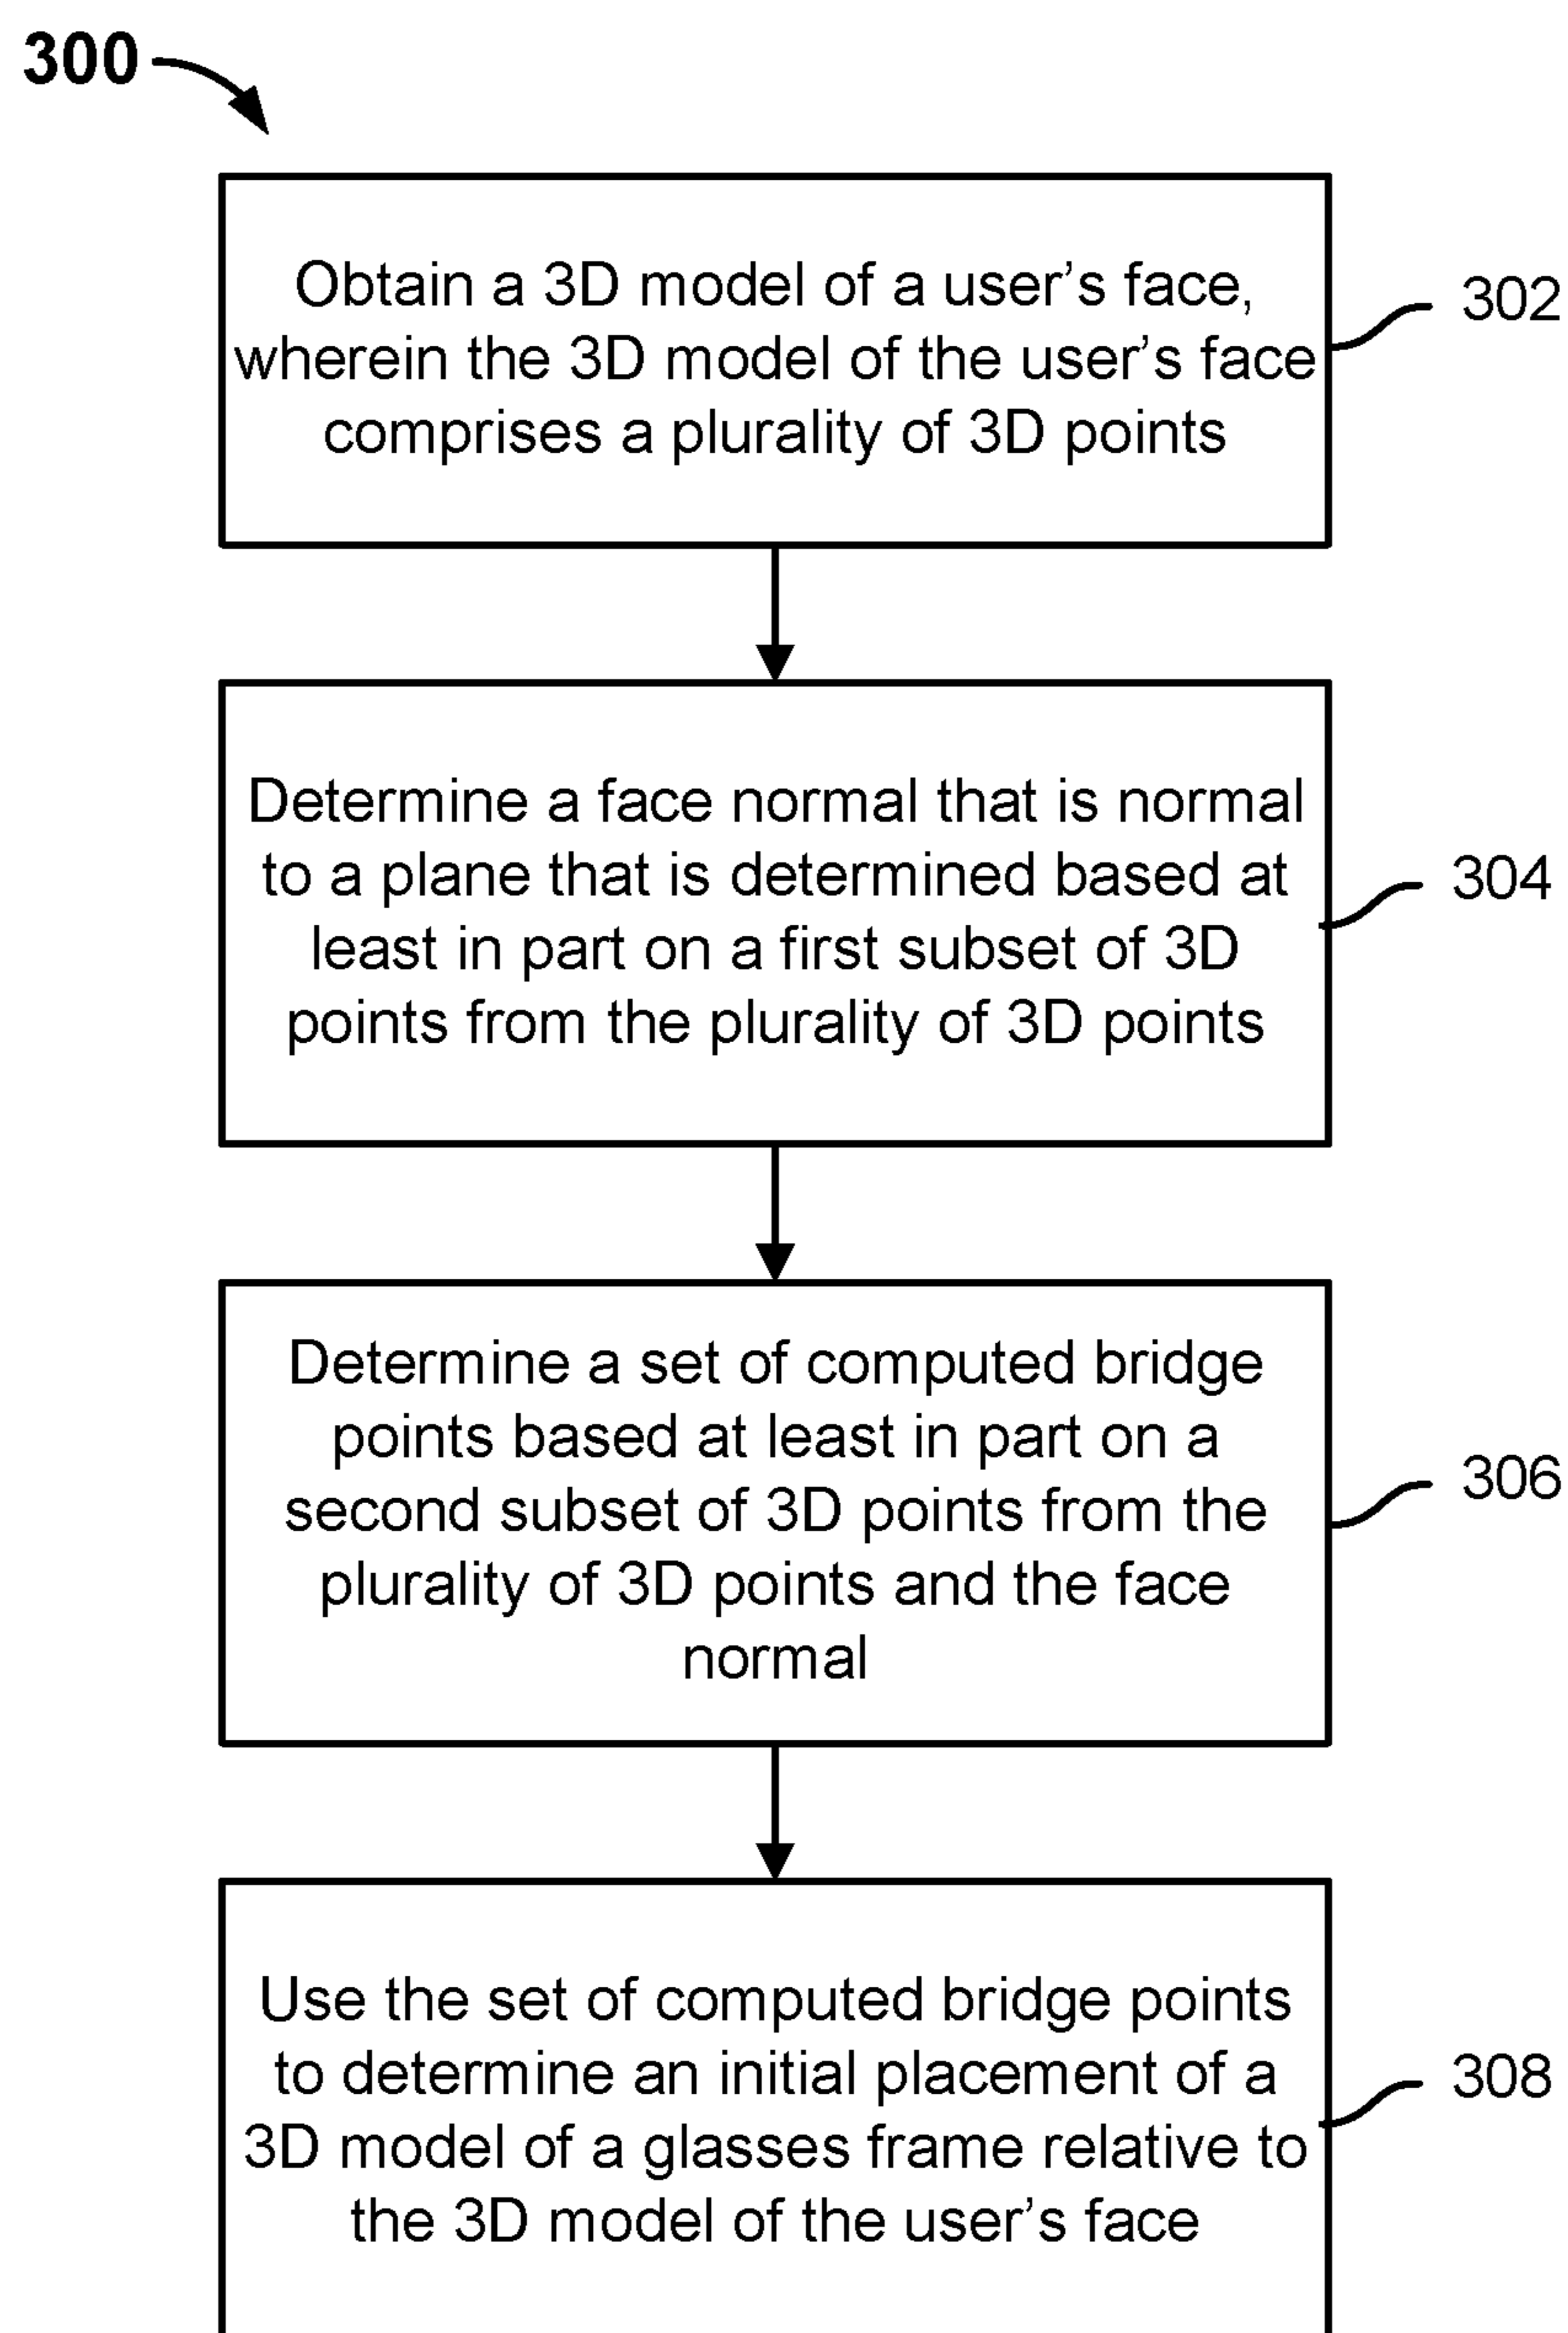 300
Obtain a 3D model of a user’s face,
wherein the 3D model of the user’s face
comprises a plurality of 3D points
302
Determine a face normal that is normal
to a plane that is determined based at
least in part on a first subset of 3D
points from the plurality of 3D points
304
Determine a set of computed bridge
points based at least in part on a
second subset of 3D points from the
plurality of 3D points and the face
normal
306
Use the set of computed bridge points
to determine an initial placement of a
3D model of a glasses frame relative to
the 3D model of the user’s face
308